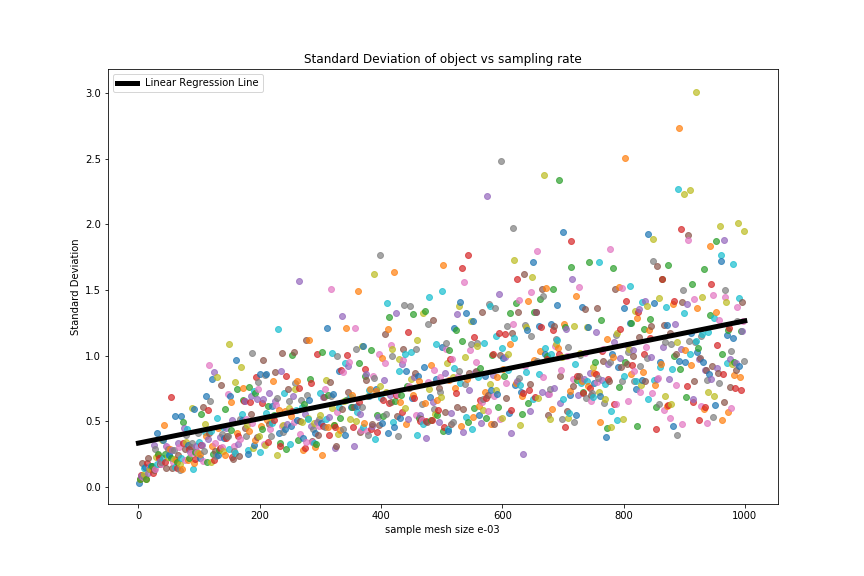 Standard Deviation of object vs sampling rate
Linear Regression Line
3.0
2.5
2.0
1.5
1.0
0.5
0.0
Standard Deviation
0 200 400 600 800 1000
sample mesh size e-03